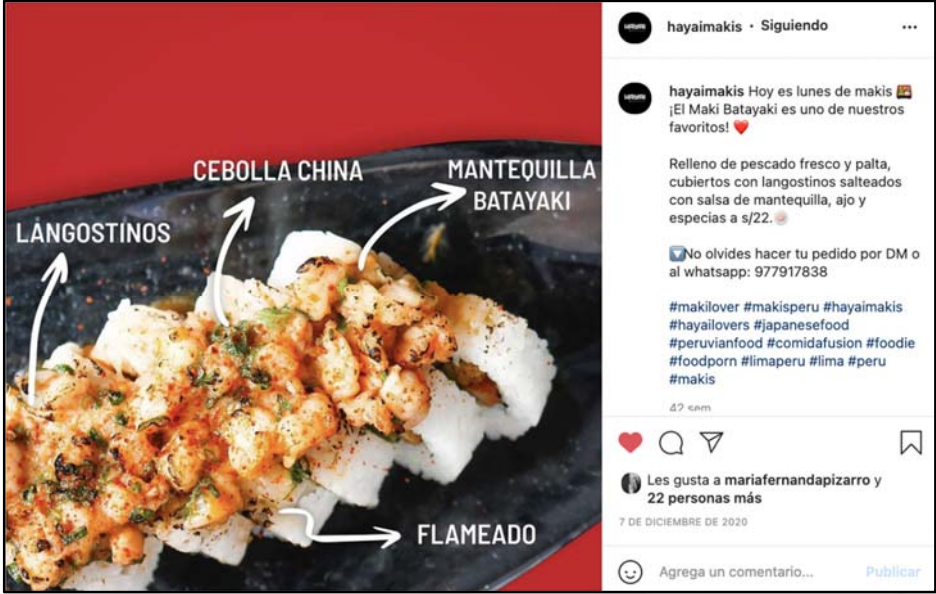 CEBOLLA CHINA
MANTEQUILLA
BATAYAKI
LANGOSTINOS
FLAMEADO
hayaimakis • Siguiendo
hayaimakis Hoy es lunes de makis 🍱
¡El Maki Batayaki es uno de nuestros
favoritos! ❤️
Relleno de pescado fresco y palta,
cubiertos con langostinos salteados
con salsa de mantequilla, ajo y
especias a s/22.
🔽No olvides hacer tu pedido por DM o
al whatsapp: 977917838
#makilover #makisperu #hayaimakis
#hayailovers #japanesefood
#peruvianfood #comidafusion #foodie
#foodporn #limaperu #lima #peru
#makis
42 sem
Les gusta a mariafernandapizarro y
22 personas más
7 DE DICIEMBRE DE 2020
Agrega un comentario... Publicar